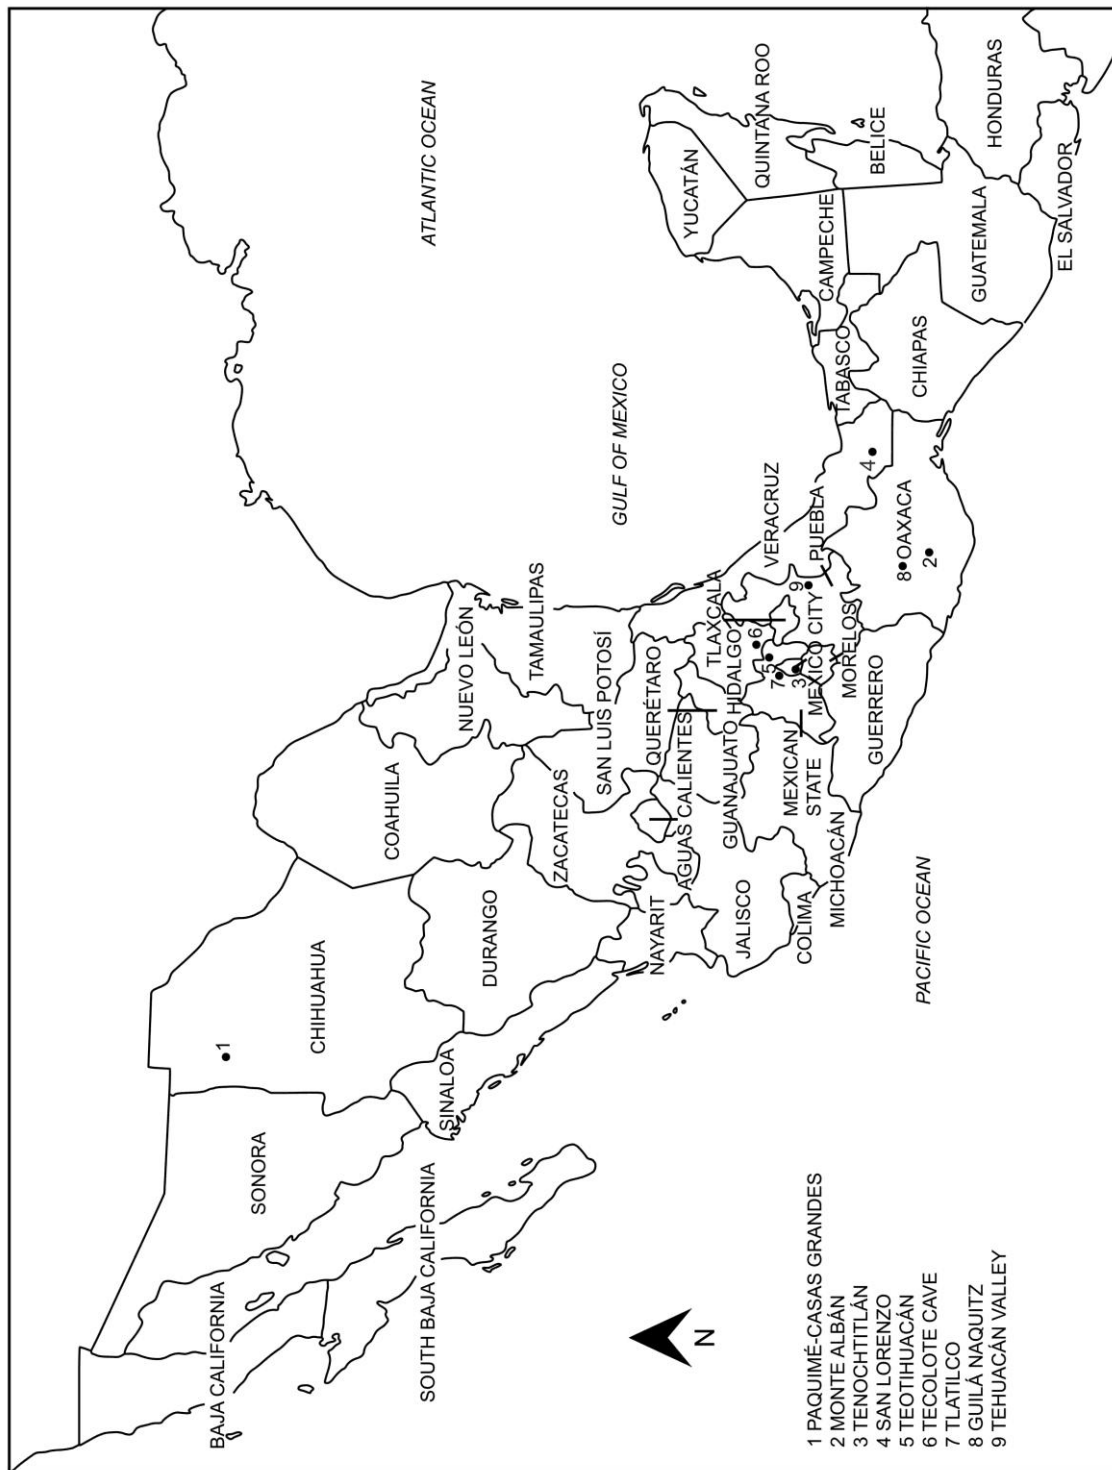 BAJA CALIFORNIA
SOUTH BAJA CALIFORNIA
SONORA
CHIHUAHUA
1
SINALOA
DURANGO
COAHUILA
NUEVO LEÓN
TAMAULIPAS
ZACATECAS
SAN LUIS POTOSÍ
NAYARIT
AGUAS CALIENTES
QUERÉTARO
JALISCO
GUANAJUATO
HIDALGO
TLAXCALA
VERACRUZ
COLIMA
MICHOACÁN
MEXICAN
STATE
MEXICO CITY
MORELOS
PUEBLA
GUERRERO
7
5
6
3
9
8
OAXACA
2
4
TABASCO
CHIAPAS
CAMPECHE
YUCATÁN
QUINTANA ROO
BELICE
GUATEMALA
HONDURAS
EL SALVADOR
ATLANTIC OCEAN
GULF OF MEXICO
PACIFIC OCEAN
N
1 PAQUIMÉ-CASAS GRANDES
2 MONTE ALBÁN
3 TENOCHTITLÁN
4 SAN LORENZO
5 TEOTIHUACÁN
6 TECOLOTE CAVE
7 TLATILCO
8 GUILÁ NAQUITZ
9 TEHUACÁN VALLEY